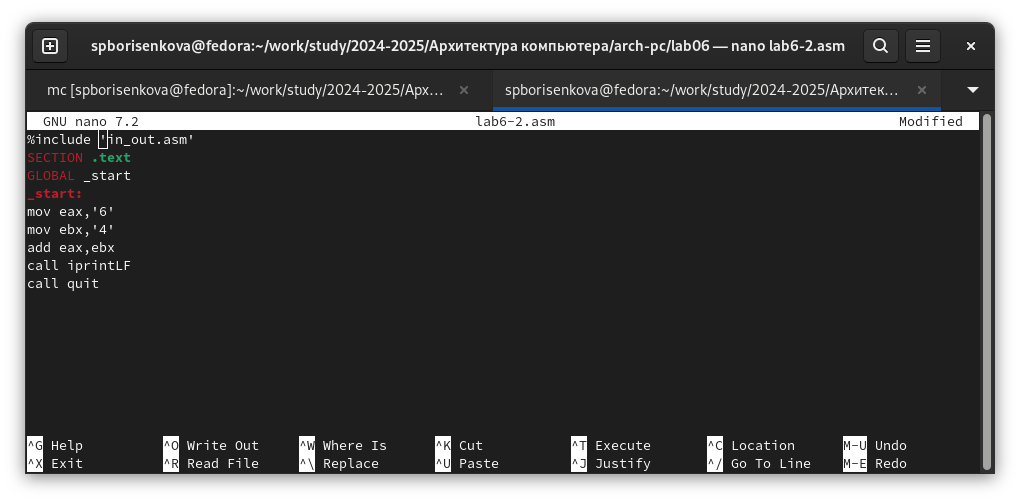 spborisenkova@fedora:~/work/study/2024-2025/Архитектура компьютера/arch-pc/lab06 — nano lab6-2.asm
mc [spborisenkova@fedora]:~/work/study/2024-2025/Арх... spborisenkova@fedora:~/work/study/2024-2025/Архитек...
GNU nano 7.2 lab6-2.asm Modified
%include 'in_out.asm'
SECTION .text
GLOBAL _start
_start:
mov eax,'6'
mov ebx,'4'
add eax,ebx
call iprintLF
call quit
^G Help ^O Write Out ^W Where Is ^K Cut ^T Execute ^C Location M-U Undo
^X Exit ^R Read File ^\ Replace ^U Paste ^J Justify ^/ Go To Line M-E Redo